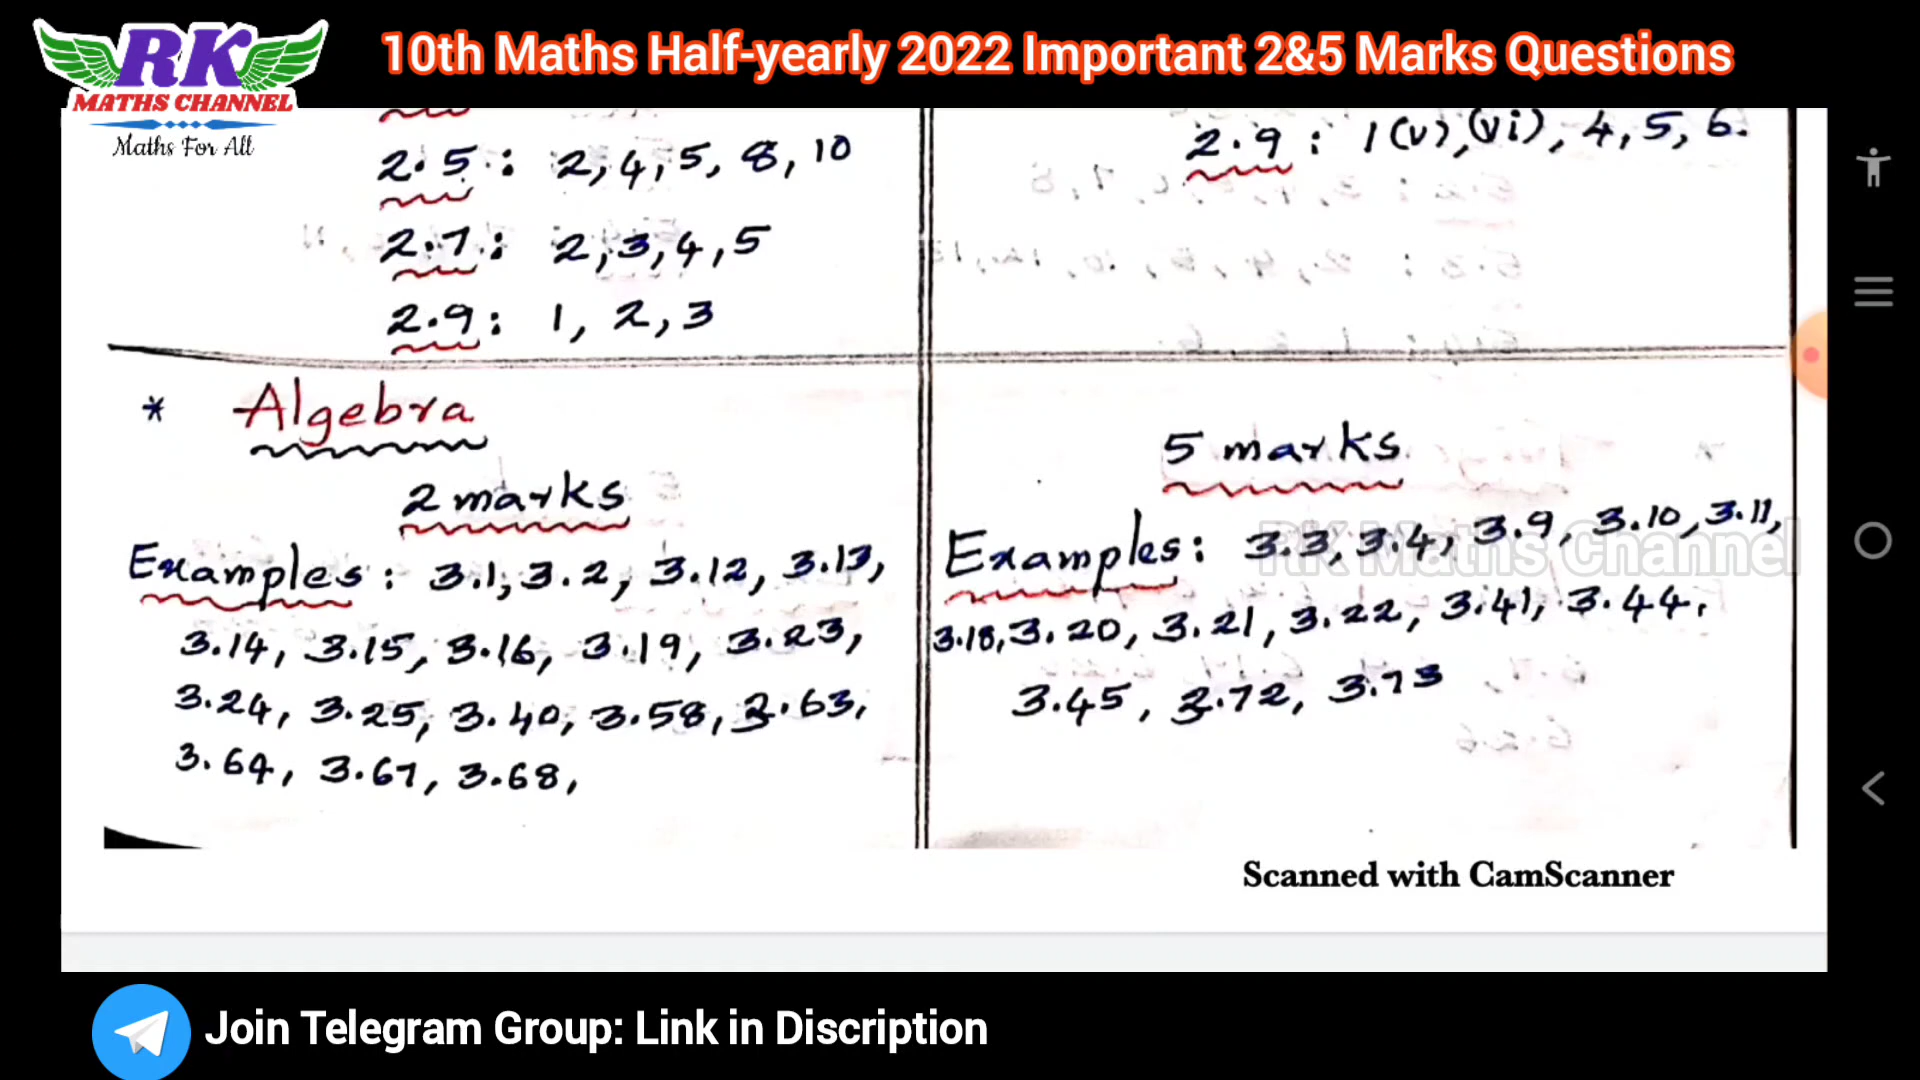 RK
MATHS CHANNEL
Maths For All
10th Maths Half-yearly 2022 Important 2&5 Marks Questions
2.5 : 2, 4, 5, 8, 10
2.7 : 2, 3, 4, 5
2.9 : 1, 2, 3
2.9 : 1(v), (vi), 4, 5, 6.
* Algebra
2 marks
Examples : 3.1, 3.2, 3.12, 3.13,
3.14, 3.15, 3.16, 3.19, 3.23,
3.24, 3.25, 3.40, 3.58, 3.63,
3.64, 3.67, 3.68,
5 marks
Examples : 3.3, 3.4, 3.9, 3.10, 3.11,
3.18, 3.20, 3.21, 3.22, 3.41, 3.44,
3.45, 3.72, 3.73
RK Maths Channel
Scanned with CamScanner
Join Telegram Group: Link in Discription